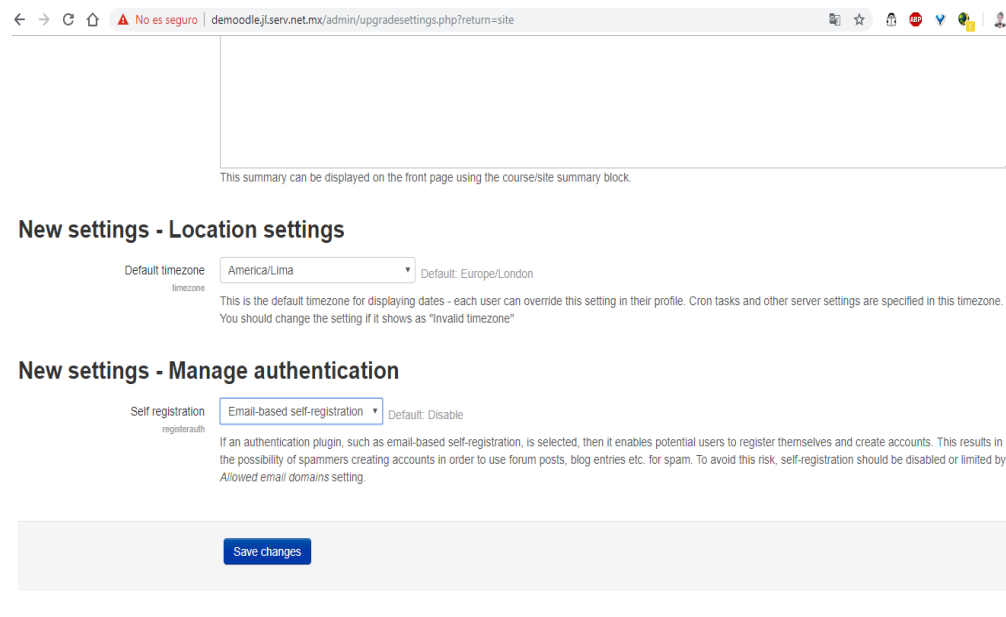 No es seguro demoodle.jl.serv.net.mx/admin/upgradesettings.php?return=site
ABP
This summary can be displayed on the front page using the course/site summary block.
New settings - Location settings
Default timezone America/Lima Default: Europe/London
timezone
This is the default timezone for displaying dates - each user can override this setting in their profile. Cron tasks and other server settings are specified in this timezone.
You should change the setting if it shows as "Invalid timezone"
New settings - Manage authentication
Self registration Email-based self-registration Default: Disable
registerauth
If an authentication plugin, such as email-based self-registration, is selected, then it enables potential users to register themselves and create accounts. This results in
the possibility of spammers creating accounts in order to use forum posts, blog entries etc. for spam. To avoid this risk, self-registration should be disabled or limited by
Allowed email domains setting.
Save changes